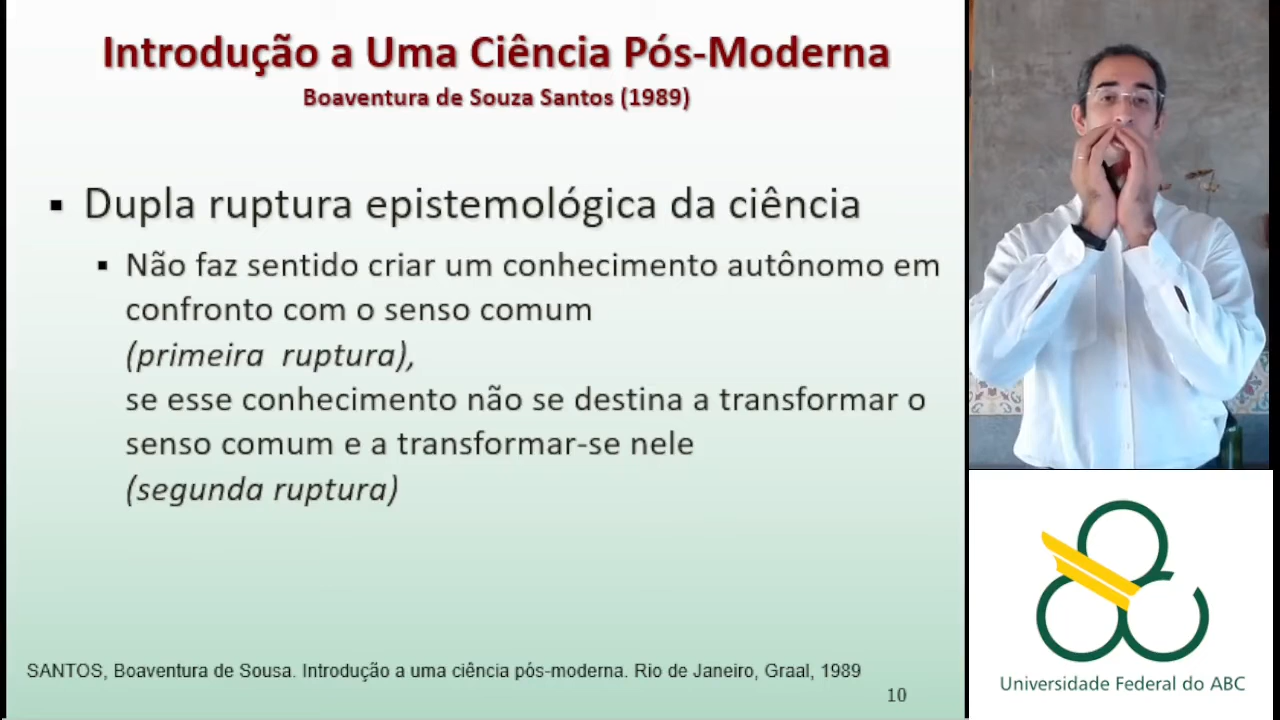 Introdução a Uma Ciência Pós-Moderna
Boaventura de Souza Santos (1989)
▪ Dupla ruptura epistemológica da ciência
▪ Não faz sentido criar um conhecimento autônomo em
confronto com o senso comum
(primeira ruptura),
se esse conhecimento não se destina a transformar o
senso comum e a transformar-se nele
(segunda ruptura)
SANTOS, Boaventura de Sousa. Introdução a uma ciência pós-moderna. Rio de Janeiro, Graal, 1989
10
Universidade Federal do ABC